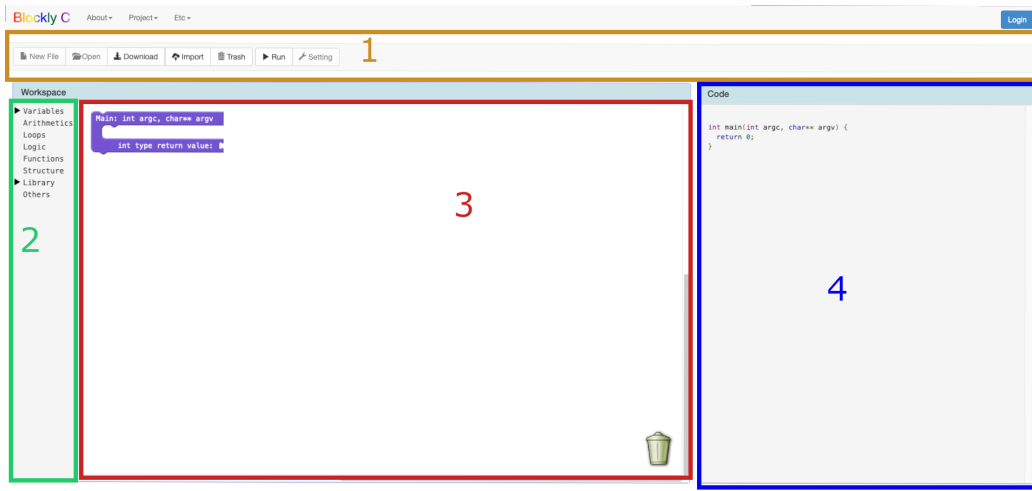 Blockly C About Project Etc Login
1
New File Open Download Import Trash Run Setting
Workspace
Code
Variables
Arithmetics
Loops
Logic
Functions
Structure
Library
Others
2
Main: int argc, char** argv
int type return value:
3
int main(int argc, char** argv) {
return 0;
}
4